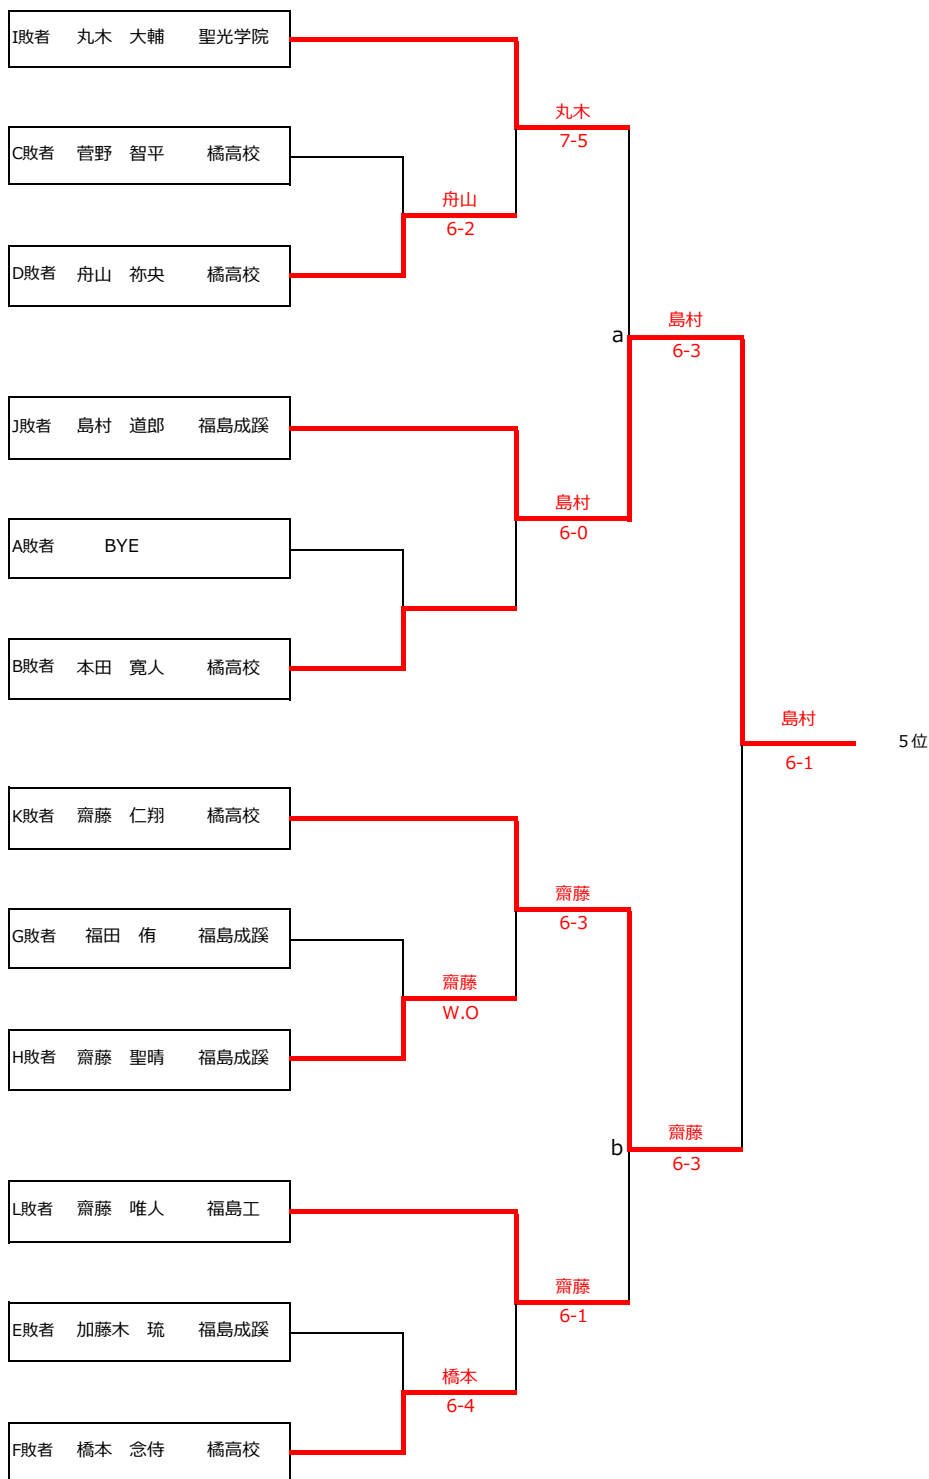 I敗者 丸木 大輔 聖光学院
丸木
7-5
C敗者 菅野 智平 橘高校
舟山
6-2
D敗者 舟山 祢央 橘高校
島村
a
6-3
J敗者 島村 道郎 福島成蹊
島村
6-0
A敗者 BYE
B敗者 本田 寛人 橘高校
島村
5位
6-1
K敗者 齋藤 仁翔 橘高校
齋藤
6-3
G敗者 福田 侑 福島成蹊
齋藤
W.O
H敗者 齋藤 聖晴 福島成蹊
齋藤
b
6-3
L敗者 齋藤 唯人 福島工
齋藤
6-1
E敗者 加藤木 琉 福島成蹊
橋本
6-4
F敗者 橋本 念侍 橘高校